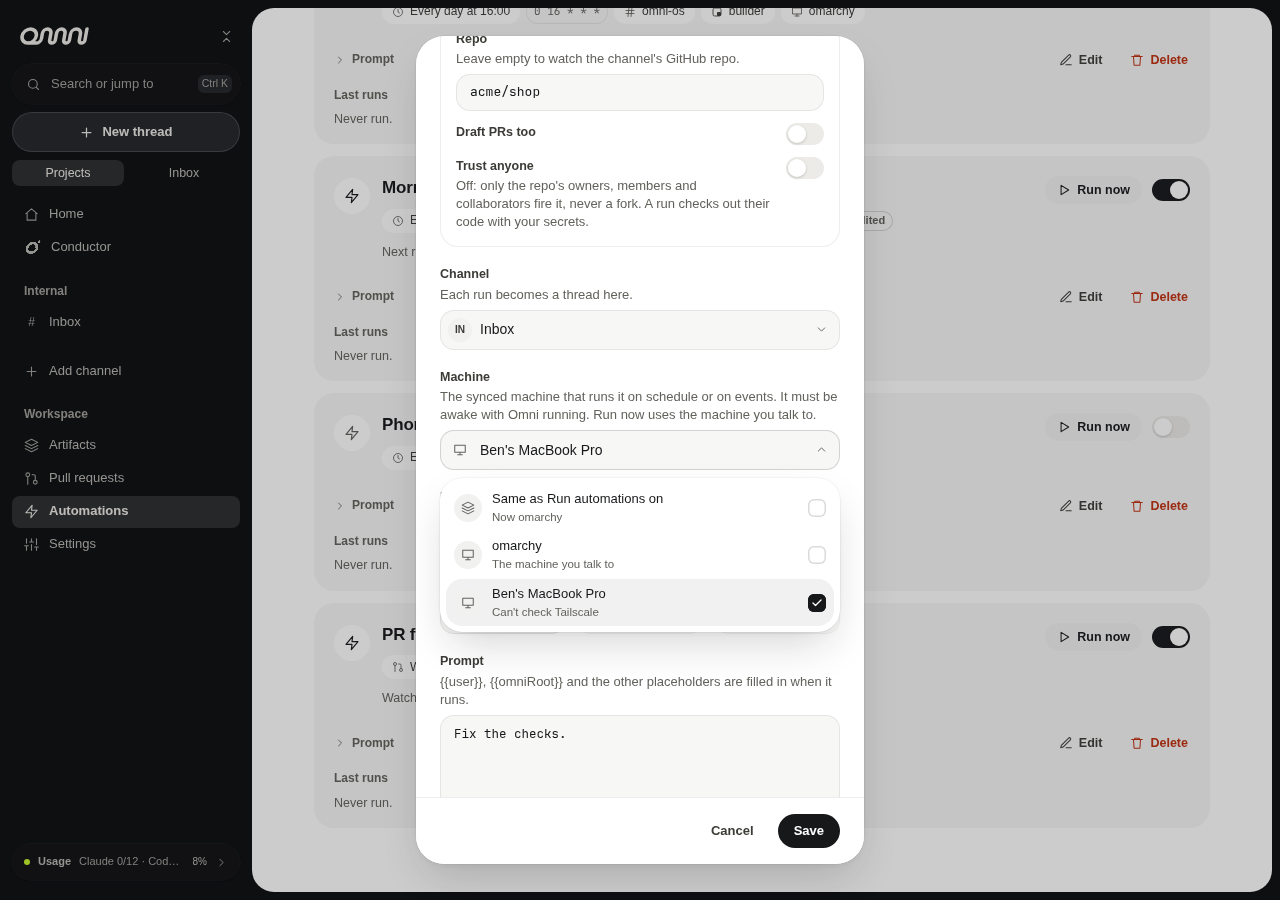 omni
Search or jump to
Ctrl K
New thread
Projects
Inbox
Home
Conductor
Internal
# Inbox
Add channel
Workspace
Artifacts
Pull requests
Automations
Settings
Usage Claude 0/12 · Cod… 8%
Every day at 16:00
0 16 * * *
omni-os
builder
omarchy
Prompt
Edit
Delete
Last runs
Never run.
Run now
Next r
Prompt
Edit
Delete
Last runs
Never run.
Run now
Prompt
Edit
Delete
Last runs
Never run.
PR f
Run now
Watch
Prompt
Edit
Delete
Last runs
Never run.
Repo
Leave empty to watch the channel's GitHub repo.
acme/shop
Draft PRs too
Trust anyone
Off: only the repo's owners, members and
collaborators fire it, never a fork. A run checks out their
code with your secrets.
Channel
Each run becomes a thread here.
IN Inbox
Machine
The synced machine that runs it on schedule or on events. It must be
awake with Omni running. Run now uses the machine you talk to.
Ben's MacBook Pro
Same as Run automations on
Now omarchy
omarchy
The machine you talk to
Ben's MacBook Pro
Can't check Tailscale
Prompt
{{user}}, {{omniRoot}} and the other placeholders are filled in when it
runs.
Fix the checks.
Cancel
Save